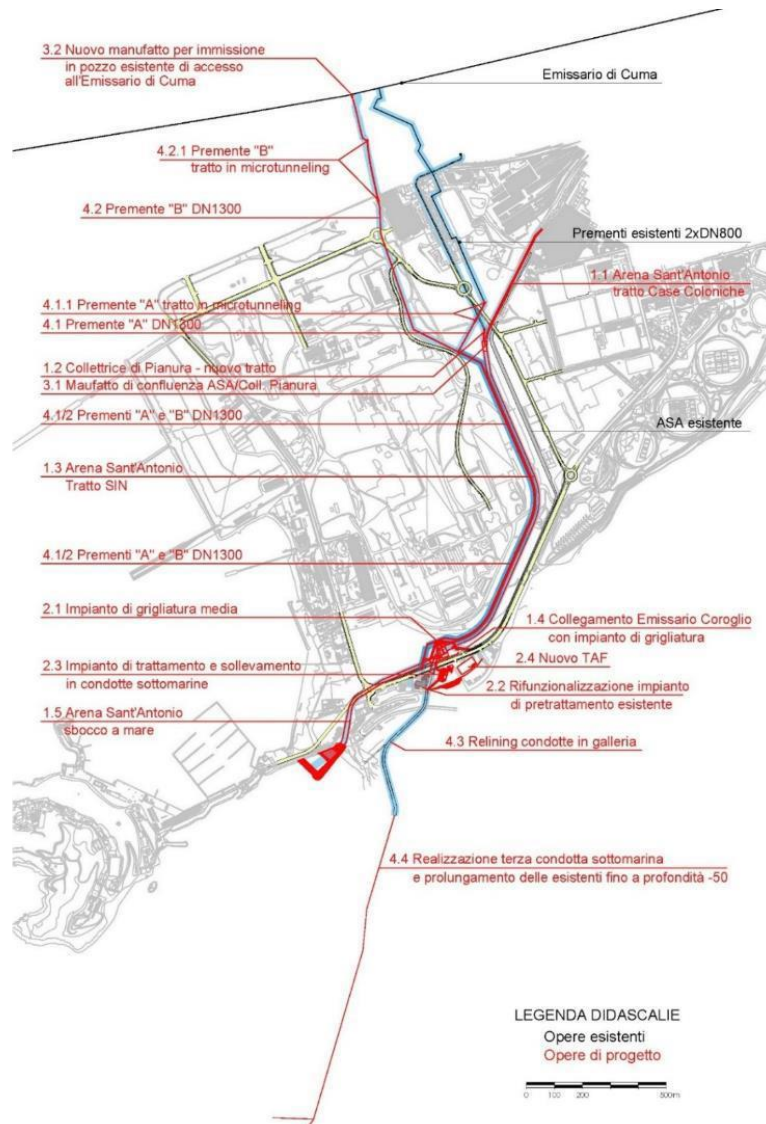 3.2 Nuovo manufatto per immissione
in pozzo esistente di accesso
all'Emissario di Cuma
Emissario di Cuma
4.2.1 Premente "B"
tratto in microtunneling
4.2 Premente "B" DN1300
Prementi esistenti 2xDN800
1.1 Arena Sant'Antonio
tratto Case Coloniche
4.1.1 Premente "A" tratto in microtunneling
4.1 Premente "A" DN1300
1.2 Collettrice di Pianura - nuovo tratto
3.1 Maufatto di confluenza ASA/Coll. Pianura
4.1/2 Prementi "A" e "B" DN1300
ASA esistente
1.3 Arena Sant'Antonio
Tratto SIN
4.1/2 Prementi "A" e "B" DN1300
2.1 Impianto di grigliatura media
1.4 Collegamento Emissario Coroglio
con impianto di grigliatura
2.4 Nuovo TAF
2.3 Impianto di trattamento e sollevamento
in condotte sottomarine
2.2 Rifunzionalizzazione impianto
di pretrattamento esistente
1.5 Arena Sant'Antonio
sbocco a mare
4.3 Relining condotte in galleria
4.4 Realizzazione terza condotta sottomarina
e prolungamento delle esistenti fino a profondità -50
LEGENDA DIDASCALIE
Opere esistenti
Opere di progetto
0 100 200 500m